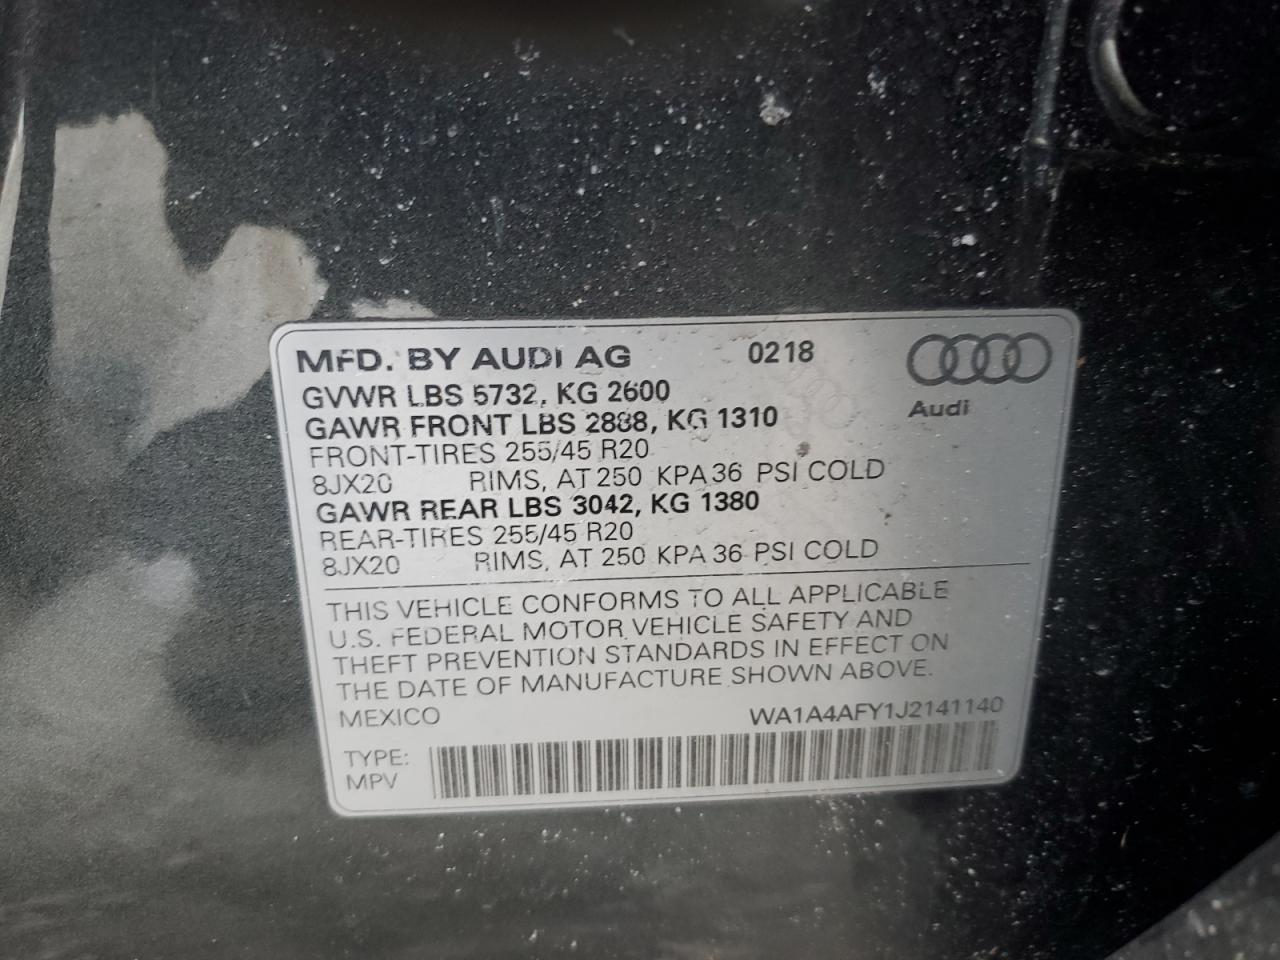 MFD. BY AUDI AG 0218
GVWR LBS 5732, KG 2600
GAWR FRONT LBS 2888, KG 1310
FRONT-TIRES 255/45 R20
8JX20 RIMS, AT 250 KPA 36 PSI COLD
GAWR REAR LBS 3042, KG 1380
REAR-TIRES 255/45 R20
8JX20 RIMS, AT 250 KPA 36 PSI COLD
Audi
THIS VEHICLE CONFORMS TO ALL APPLICABLE
U.S. FEDERAL MOTOR VEHICLE SAFETY AND
THEFT PREVENTION STANDARDS IN EFFECT ON
THE DATE OF MANUFACTURE SHOWN ABOVE.
MEXICO WA1A4AFY1J2141140
TYPE:
MPV